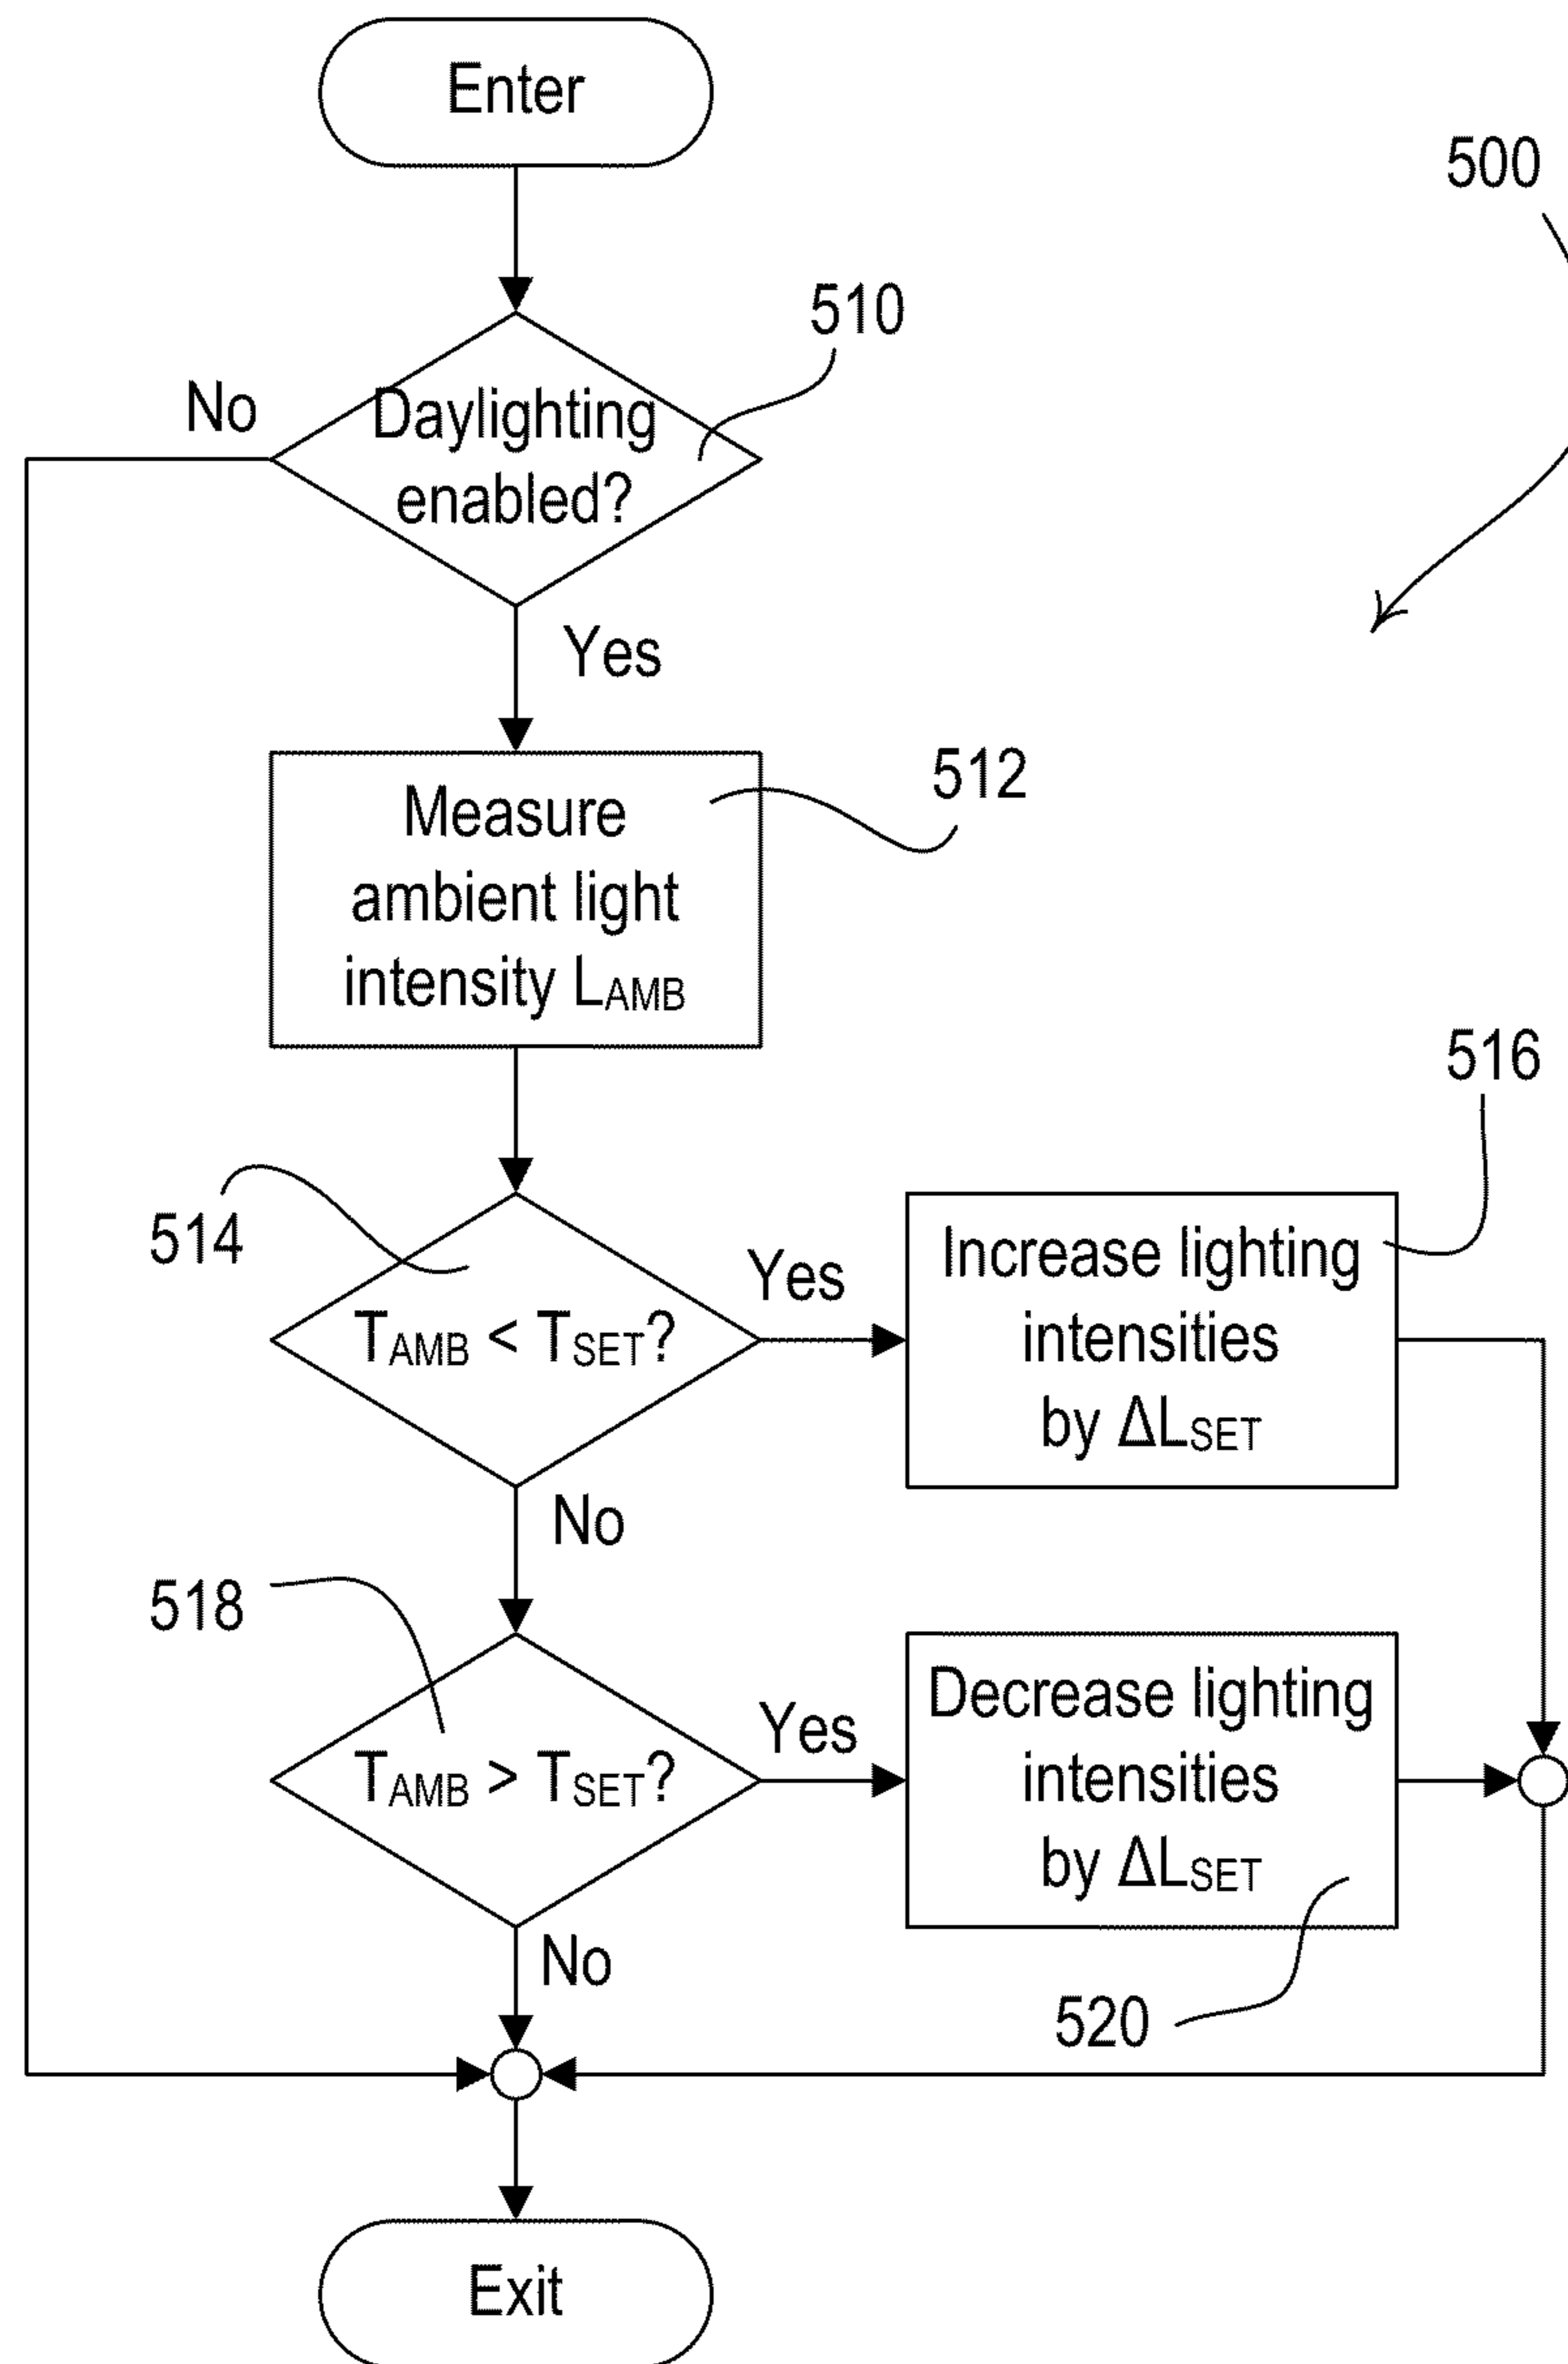 Enter
500
510
No
Daylighting
enabled?
Yes
512
Measure
ambient light
intensity LAMB
516
514
TAMB < TSET?
Yes
Increase lighting
intensities
by ΔLSET
No
518
TAMB > TSET?
Yes
Decrease lighting
intensities
by ΔLSET
No
520
Exit